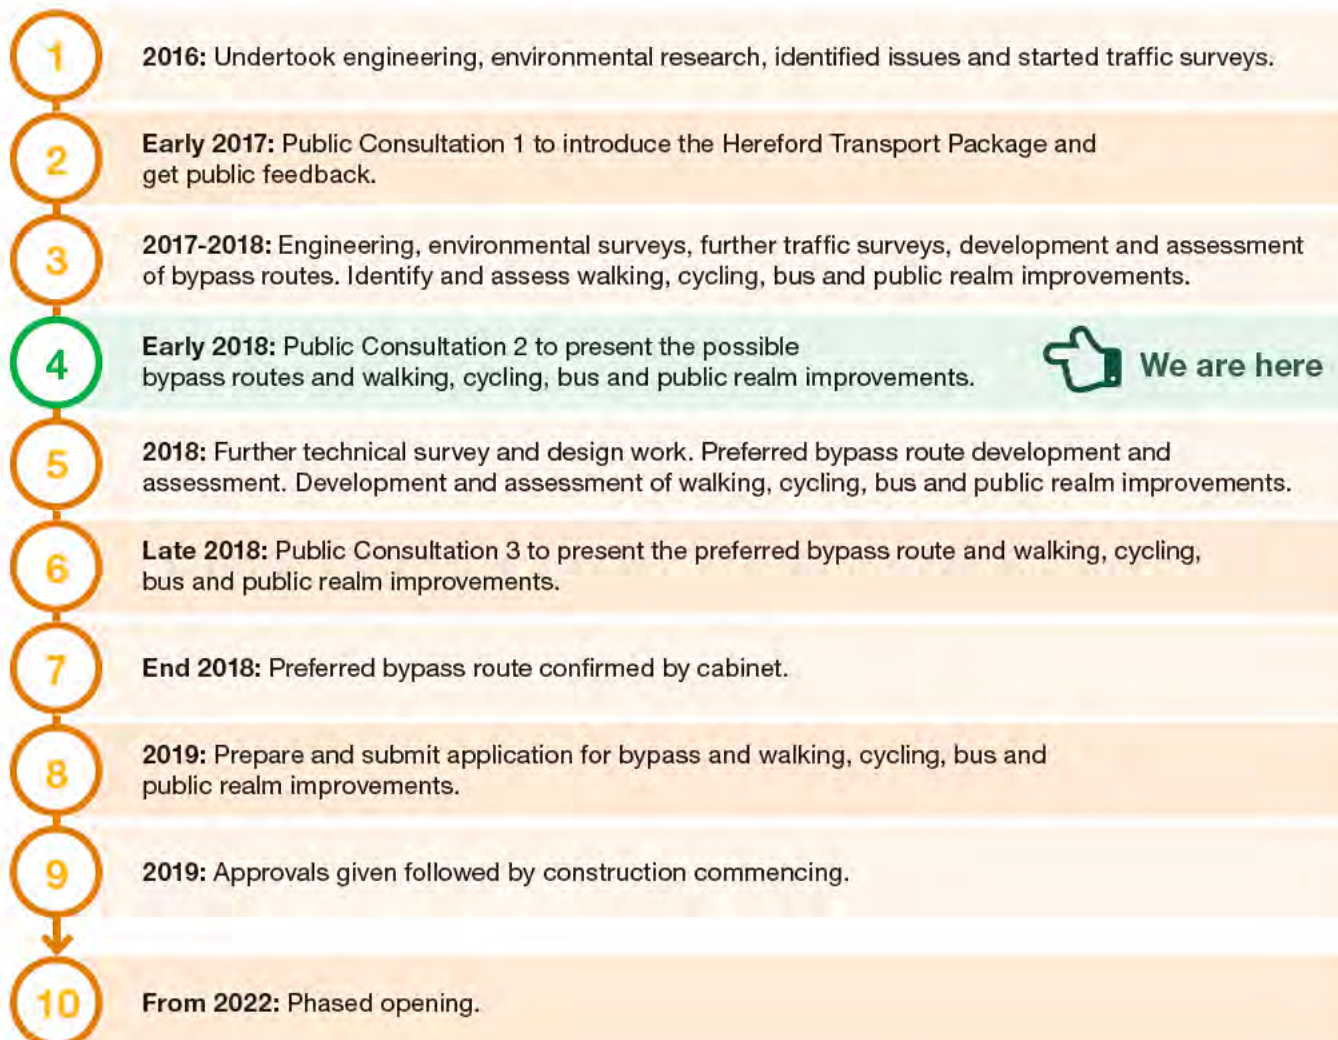 1
2016: Undertook engineering, environmental research, identified issues and started traffic surveys.
2
Early 2017: Public Consultation 1 to introduce the Hereford Transport Package and
get public feedback.
3
2017-2018: Engineering, environmental surveys, further traffic surveys, development and assessment
of bypass routes. Identify and assess walking, cycling, bus and public realm improvements.
4
Early 2018: Public Consultation 2 to present the possible
bypass routes and walking, cycling, bus and public realm improvements.
We are here
5
2018: Further technical survey and design work. Preferred bypass route development and
assessment. Development and assessment of walking, cycling, bus and public realm improvements.
6
Late 2018: Public Consultation 3 to present the preferred bypass route and walking, cycling,
bus and public realm improvements.
7
End 2018: Preferred bypass route confirmed by cabinet.
8
2019: Prepare and submit application for bypass and walking, cycling, bus and
public realm improvements.
9
2019: Approvals given followed by construction commencing.
10
From 2022: Phased opening.